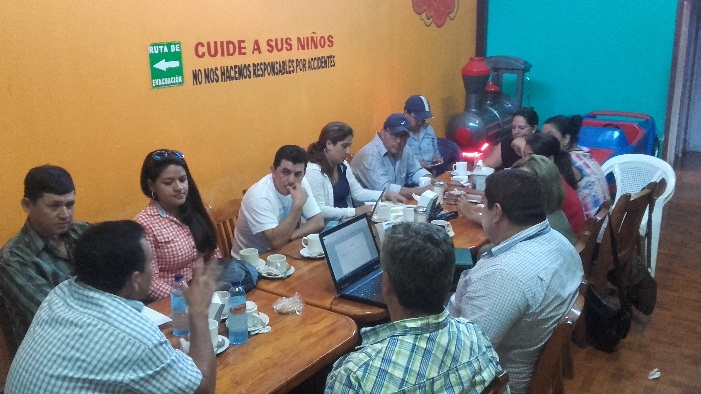 RUTA DE
EVACUACIÓN
CUIDE A SUS NIÑOS
NO NOS HACEMOS RESPONSABLES POR ACCIDENTES